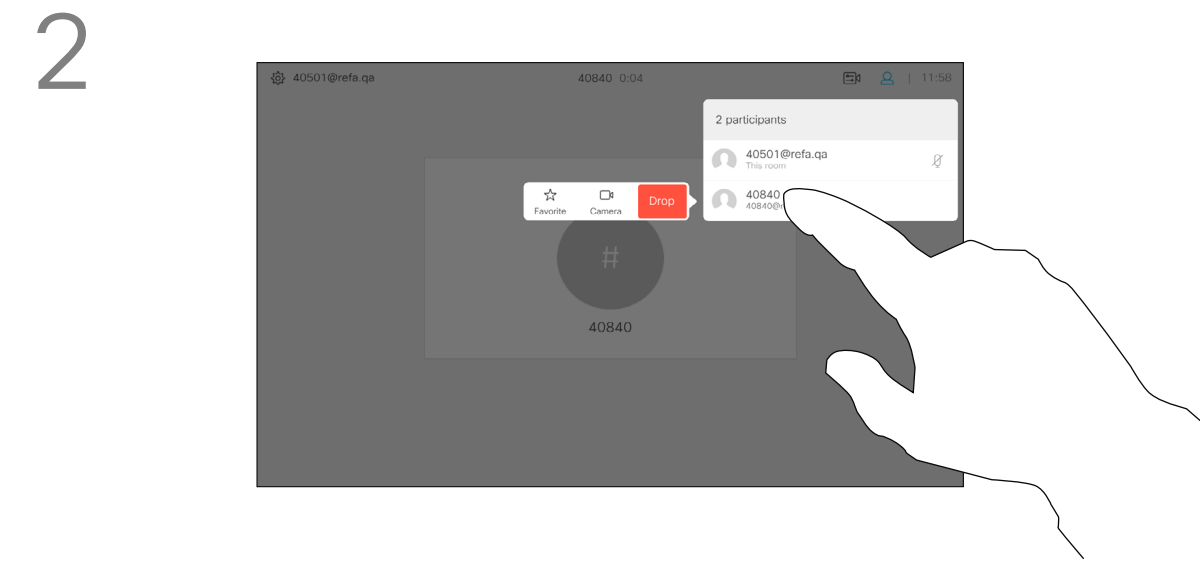 2
40501@refa.qa
40840 0:04
| 11:58
2 participants
40501@refa.qa
This room
40840
Favorite
Camera
Drop
#
40840